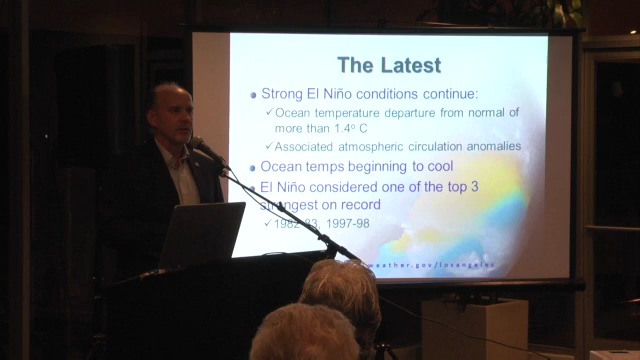 The Latest
Strong El Niño conditions continue:
Ocean temperature departure from normal of
more than 1.4º C
Associated atmospheric circulation anomalies
Ocean temps beginning to cool
El Niño considered one of the top 3
strongest on record
1982-83, 1997-98
weather.gov/losangeles